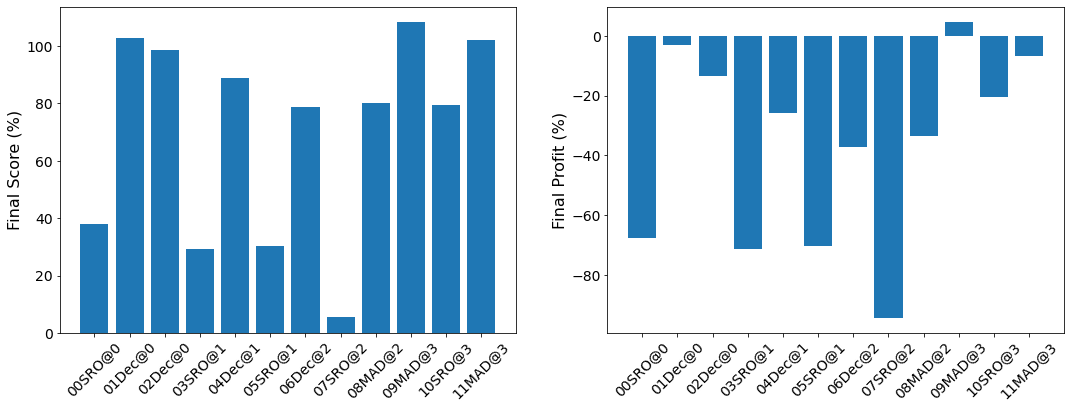 Final Score (%)
100
80
60
40
20
0
00SRO@0
01Dec@0
02Dec@0
03SRO@1
04Dec@1
05SRO@1
06Dec@2
07SRO@2
08MAD@2
09MAD@3
10SRO@3
11MAD@3
Final Profit (%)
0
−20
−40
−60
−80
00SRO@0
01Dec@0
02Dec@0
03SRO@1
04Dec@1
05SRO@1
06Dec@2
07SRO@2
08MAD@2
09MAD@3
10SRO@3
11MAD@3